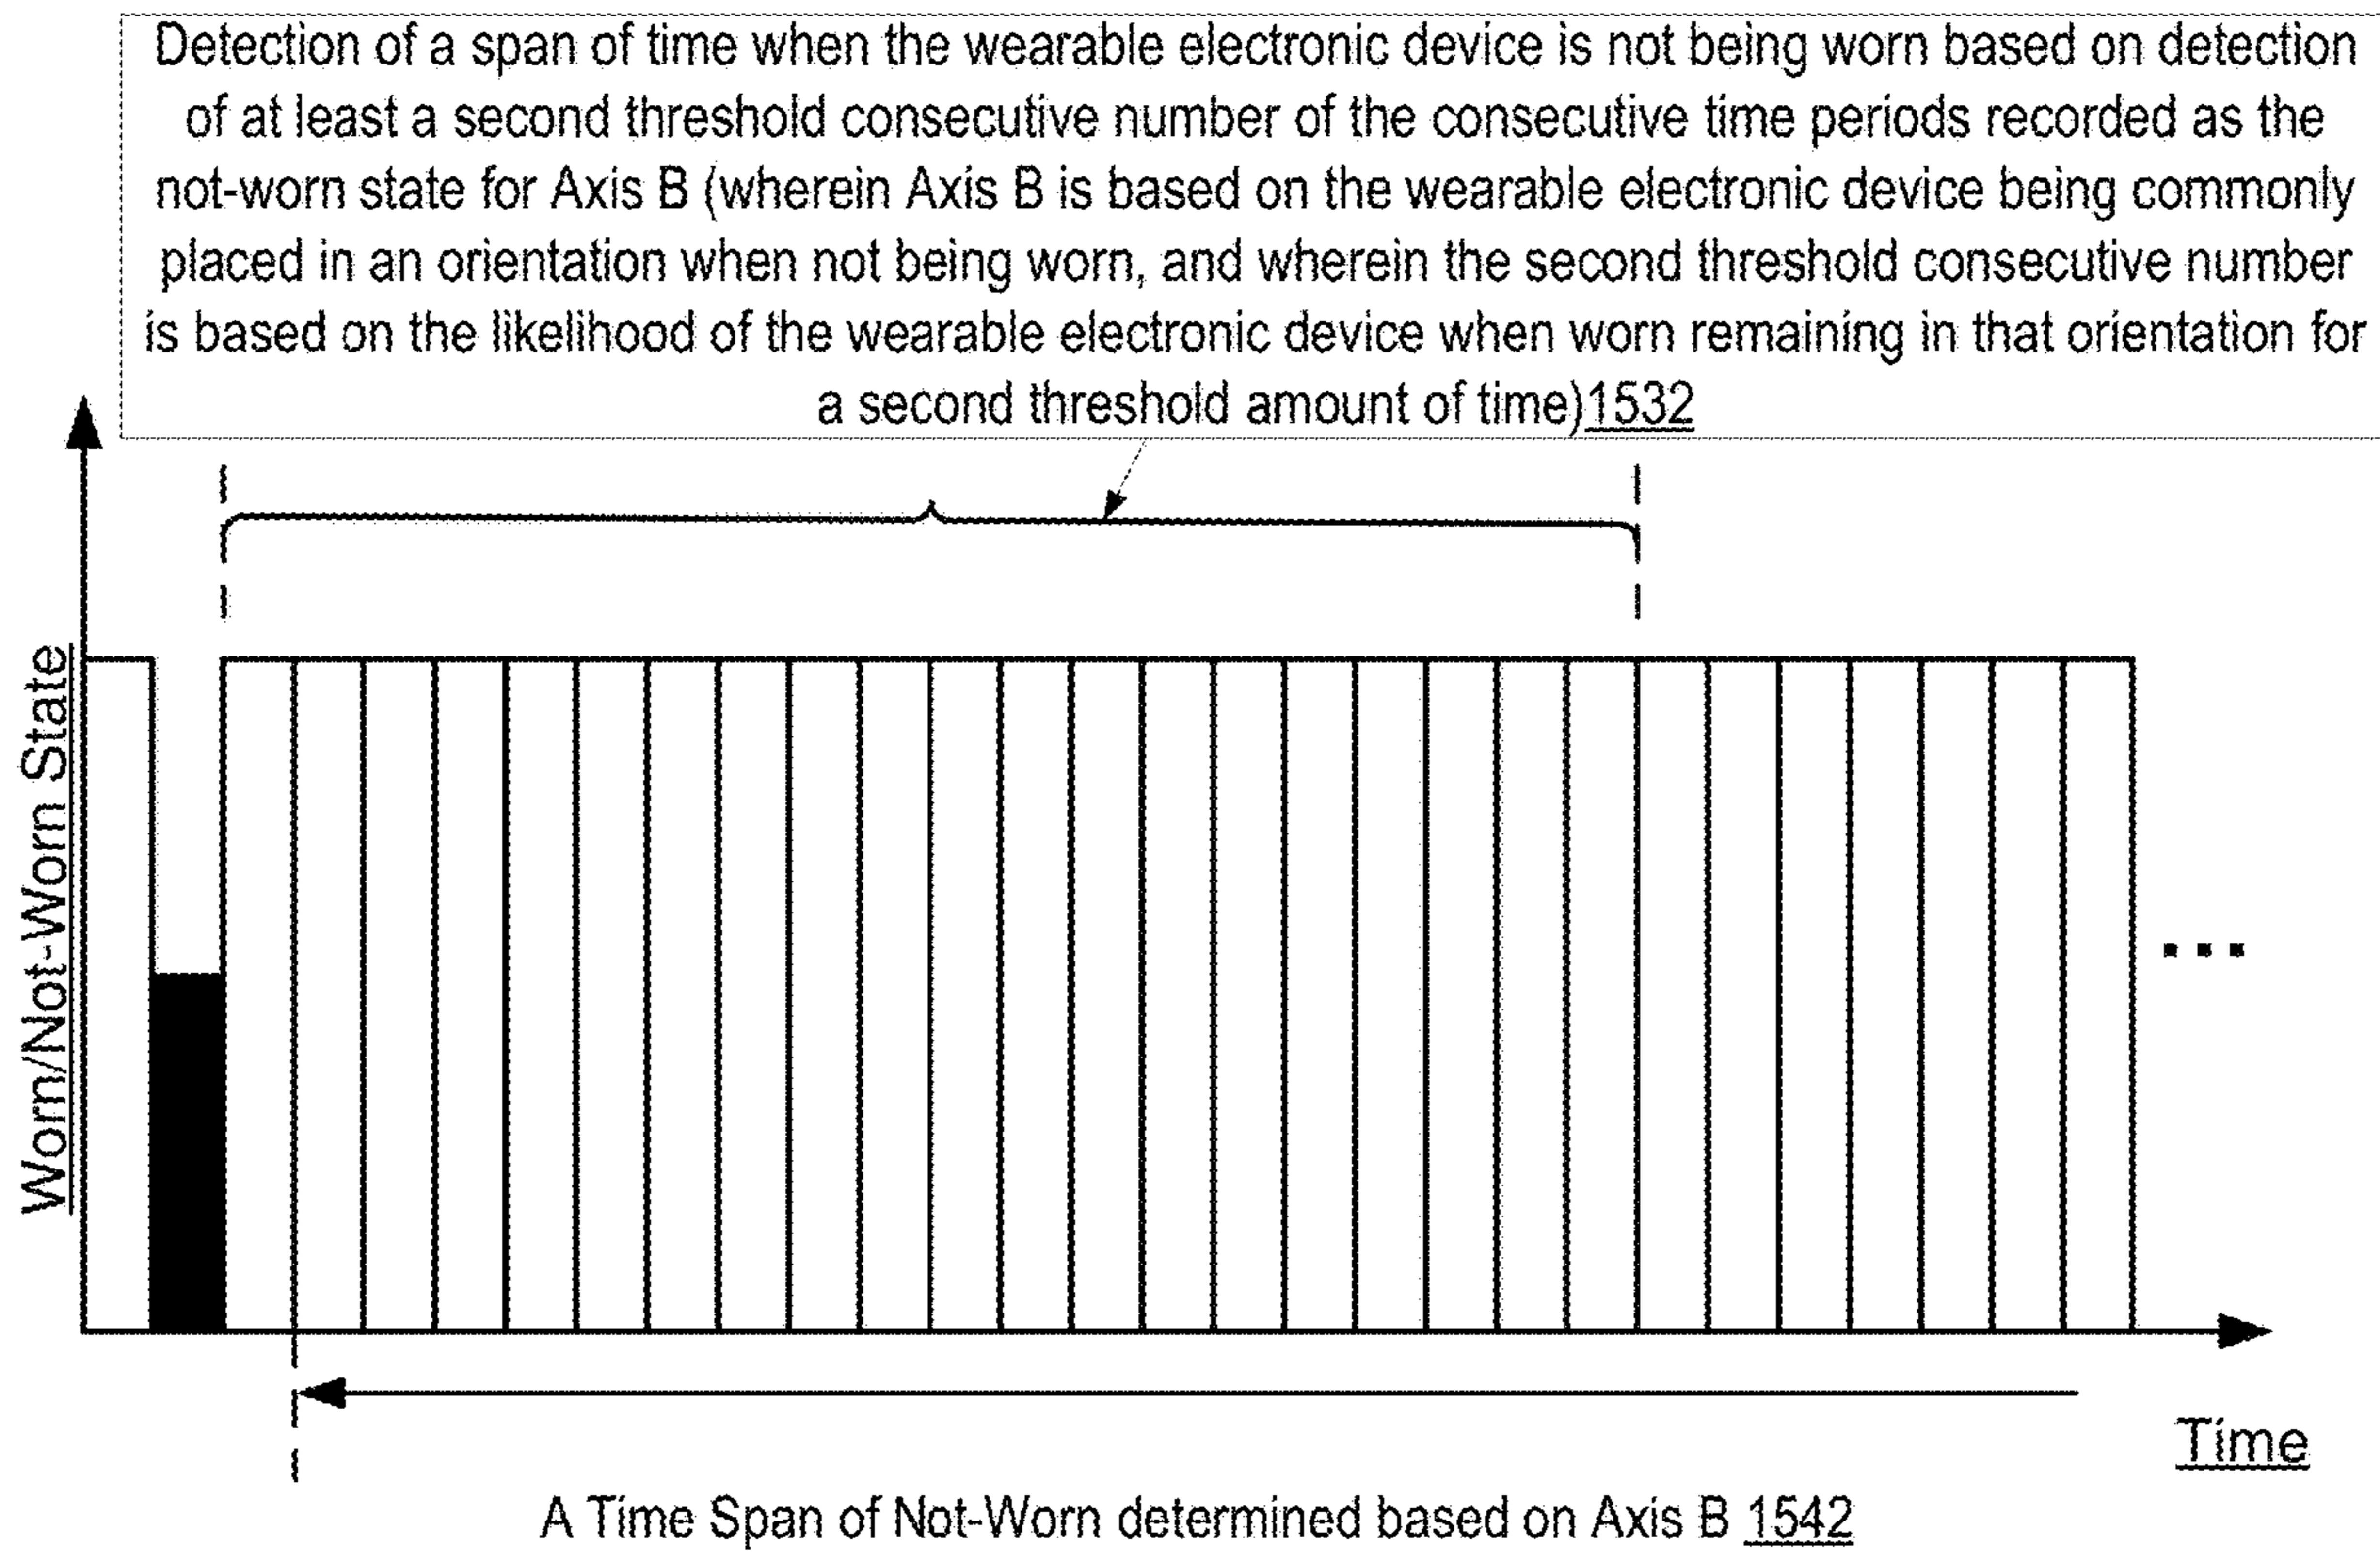 Detection of a span of time when the wearable electronic device is not being worn based on detection
of at least a second threshold consecutive number of the consecutive time periods recorded as the
not-worn state for Axis B (wherein Axis B is based on the wearable electronic device being commonly
placed in an orientation when not being worn, and wherein the second threshold consecutive number
is based on the likelihood of the wearable electronic device when worn remaining in that orientation for
a second threshold amount of time)1532
Worn/Not-Worn State
...
Time
A Time Span of Not-Worn determined based on Axis B 1542